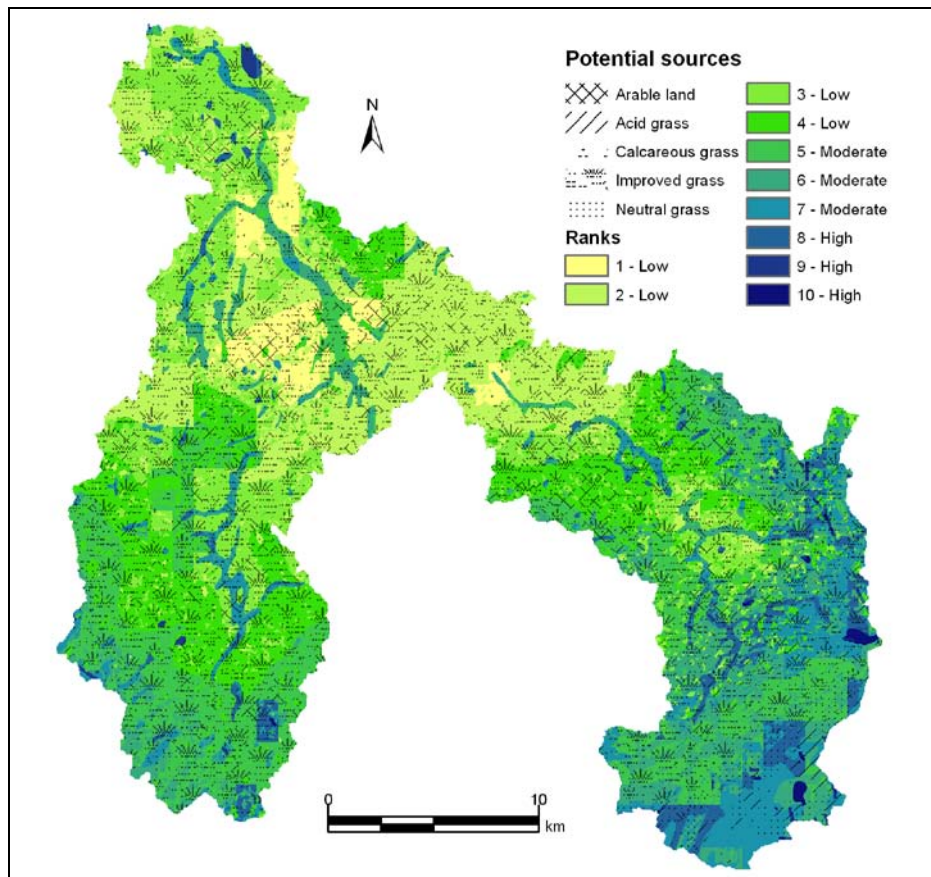 Potential sources
Arable land
Acid grass
Calcareous grass
Improved grass
Neutral grass
Ranks
1 - Low
2 - Low
3 - Low
4 - Low
5 - Moderate
6 - Moderate
7 - Moderate
8 - High
9 - High
10 - High
N
0 10
km